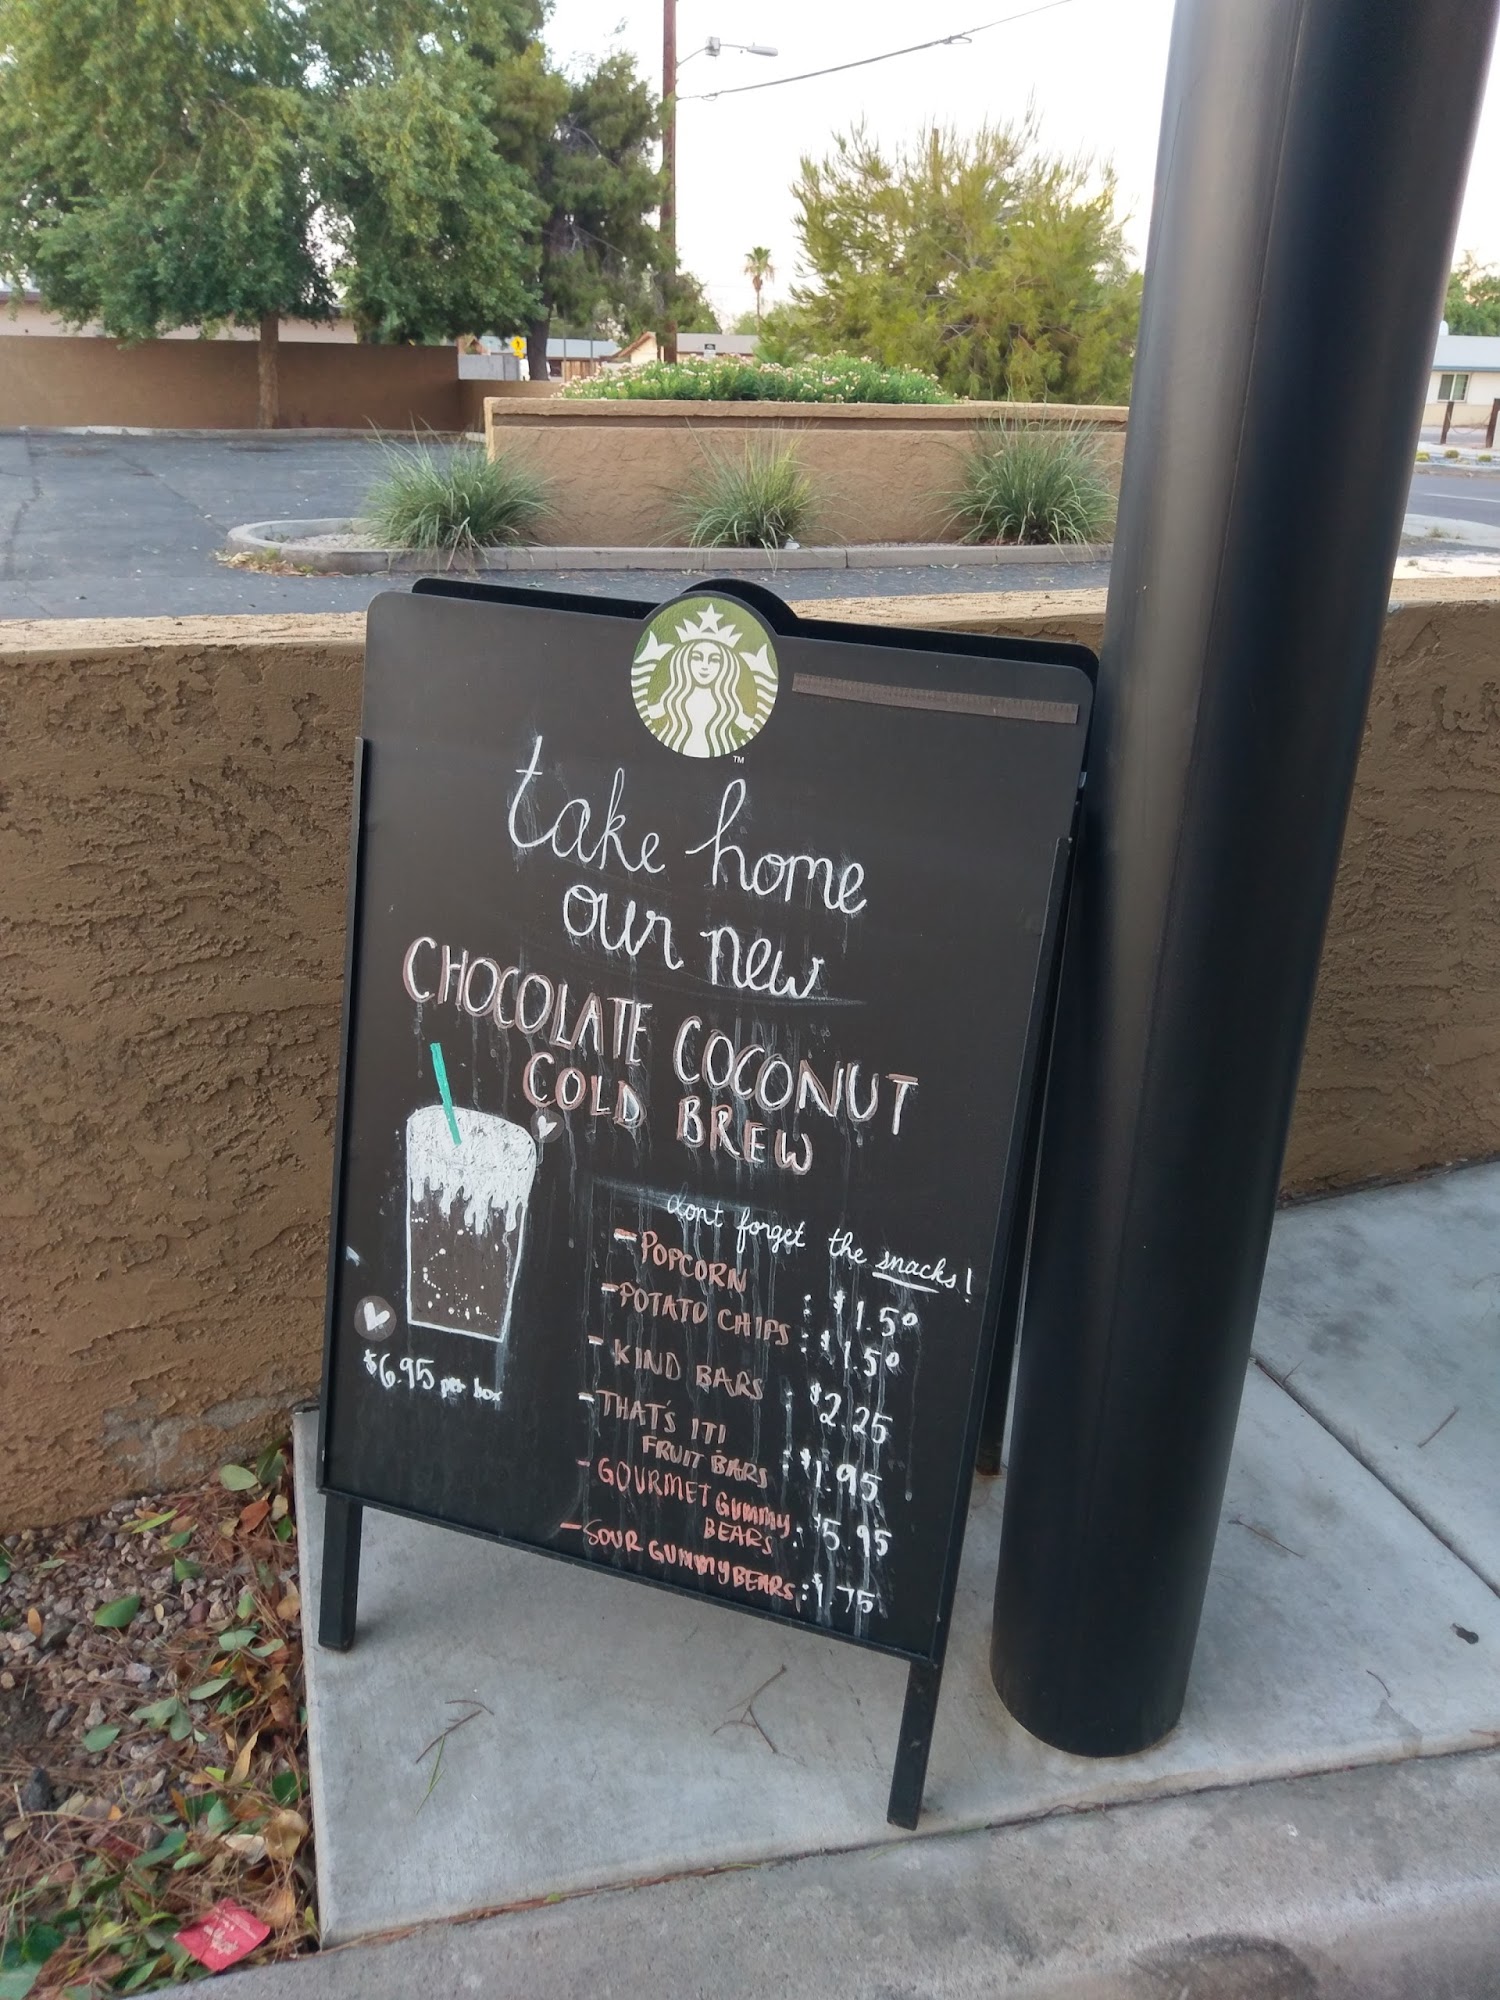 TM
take home
our new
CHOCOLATE COCONUT
COLD BREW
dont forget the snacks!
- POPCORN : $1.50
- POTATO CHIPS : $1.50
- KIND BARS : $2.25
- THAT'S IT!
FRUIT BARS : $1.95
- GOURMET GUMMY
BEARS : $5.95
- SOUR GUMMY BEARS : $1.75
$6.95 per box